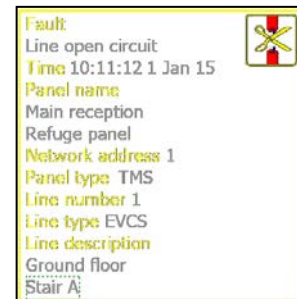 Fault
Line open circuit
Time 10:11:12 1 Jan 15
Panel name
Main reception
Refuge panel
Network address 1
Panel type TMS
Line number 1
Line type EVCS
Line description
Ground floor
Stair A